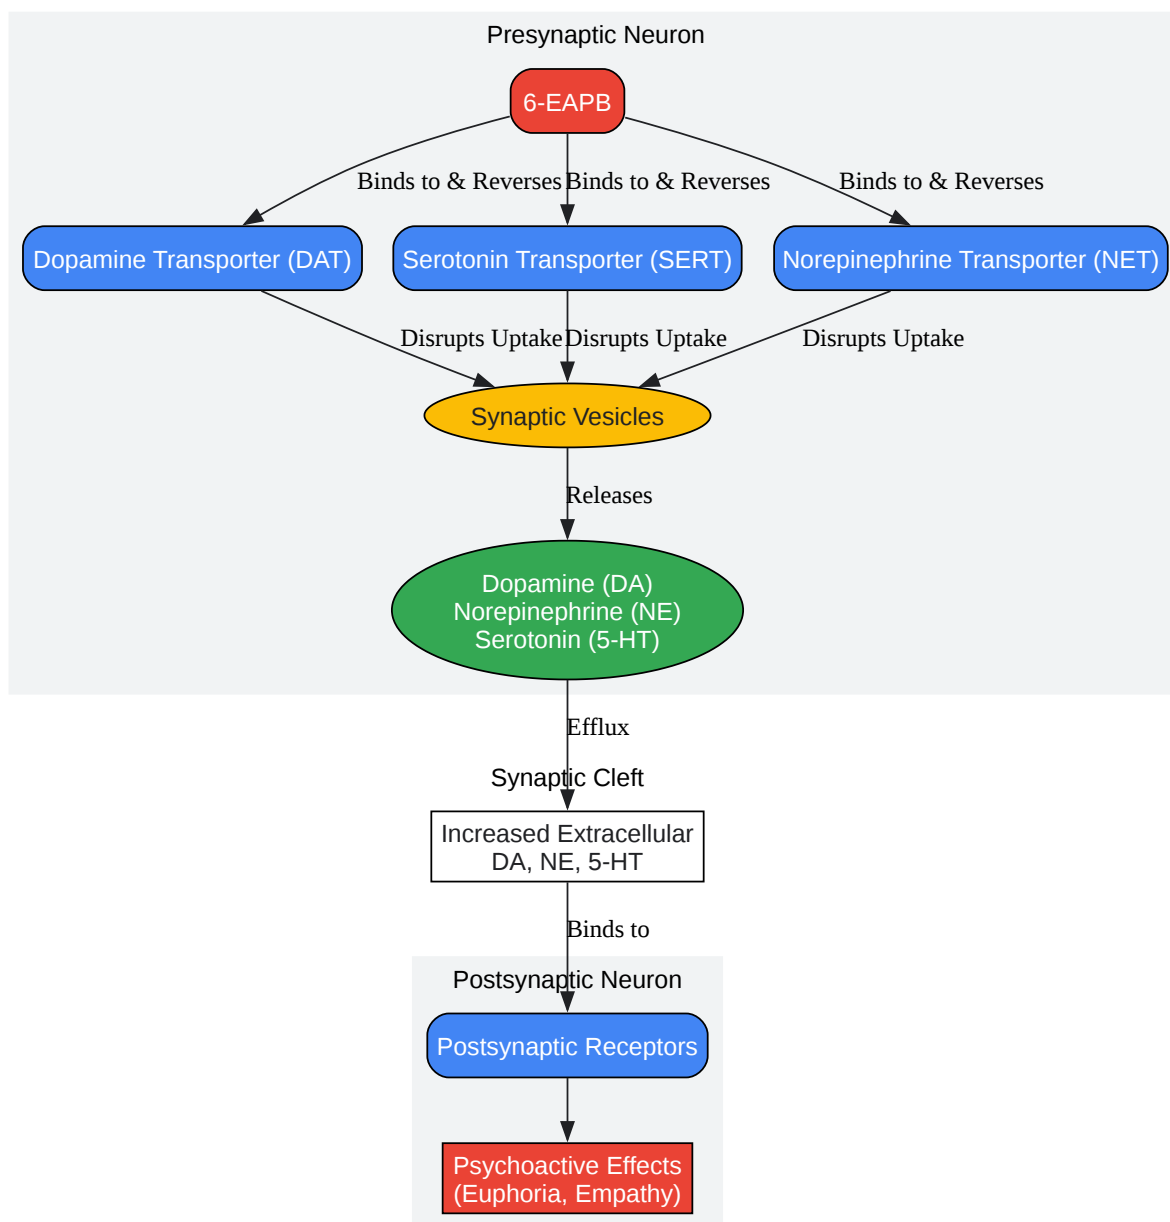 Presynaptic Neuron
6-EAPB
Binds to & Reverses
Binds to & Reverses
Binds to & Reverses
Dopamine Transporter (DAT)
Serotonin Transporter (SERT)
Norepinephrine Transporter (NET)
Disrupts Uptake
Disrupts Uptake
Disrupts Uptake
Synaptic Vesicles
Releases
Dopamine (DA)
Norepinephrine (NE)
Serotonin (5-HT)
Efflux
Synaptic Cleft
Increased Extracellular
DA, NE, 5-HT
Binds to
Postsynaptic Neuron
Postsynaptic Receptors
Psychoactive Effects
(Euphoria, Empathy)